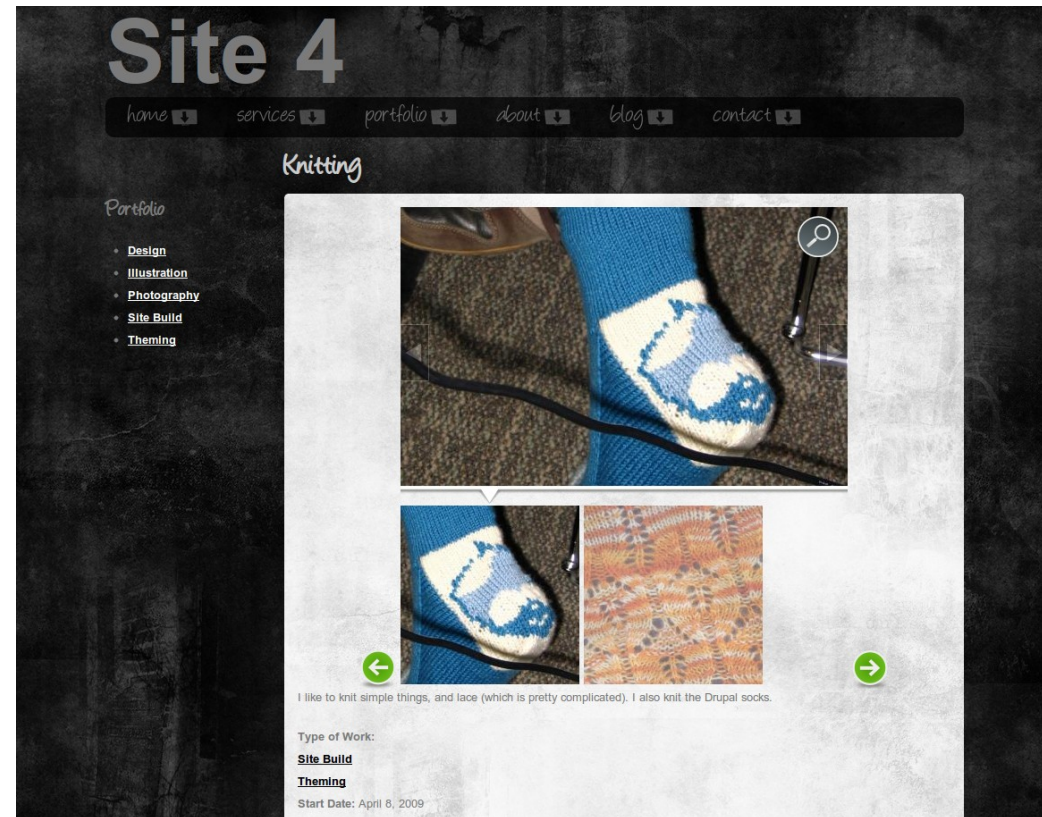 Site 4
home services portfolio about blog contact
Knitting
Portfolio
Design
Illustration
Photography
Site Build
Theming
I like to knit simple things, and lace (which is pretty complicated). I also knit the Drupal socks.
Type of Work:
Site Build
Theming
Start Date: April 8, 2009